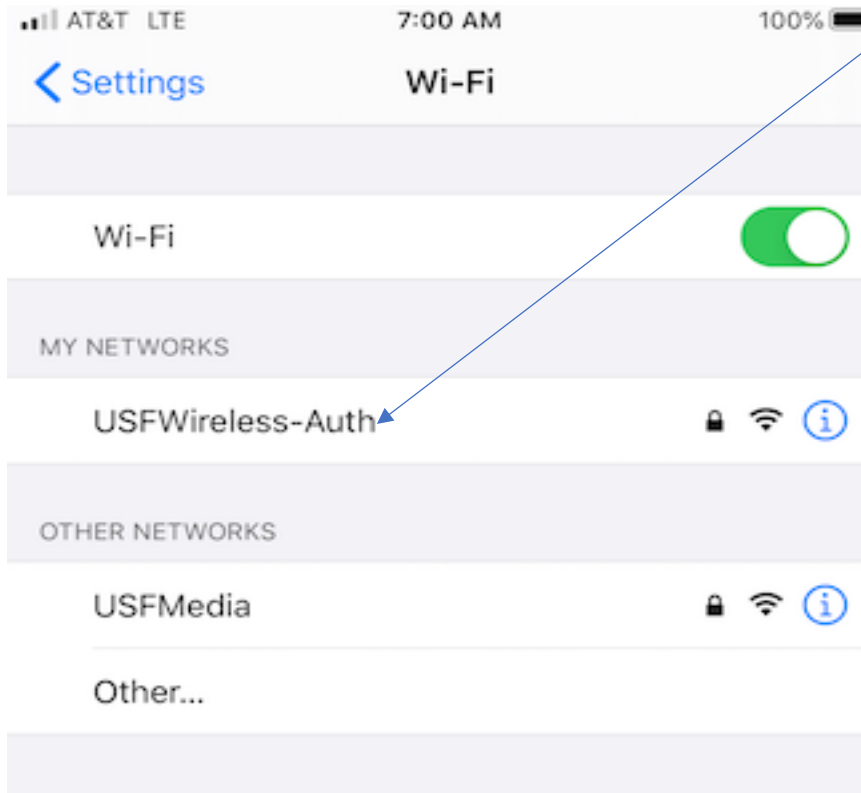 AT&T LTE 7:00 AM 100%
Settings Wi-Fi
Wi-Fi
MY NETWORKS
USFWireless-Auth
OTHER NETWORKS
USFMedia
Other...